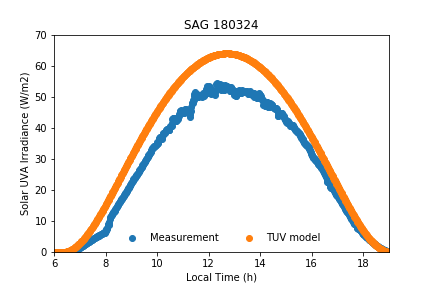 SAG 180324
70
60
50
40
30
20
10
0
Solar UVA Irradiance (W/m2)
Measurement
TUV model
6 8 10 12 14 16 18
Local Time (h)